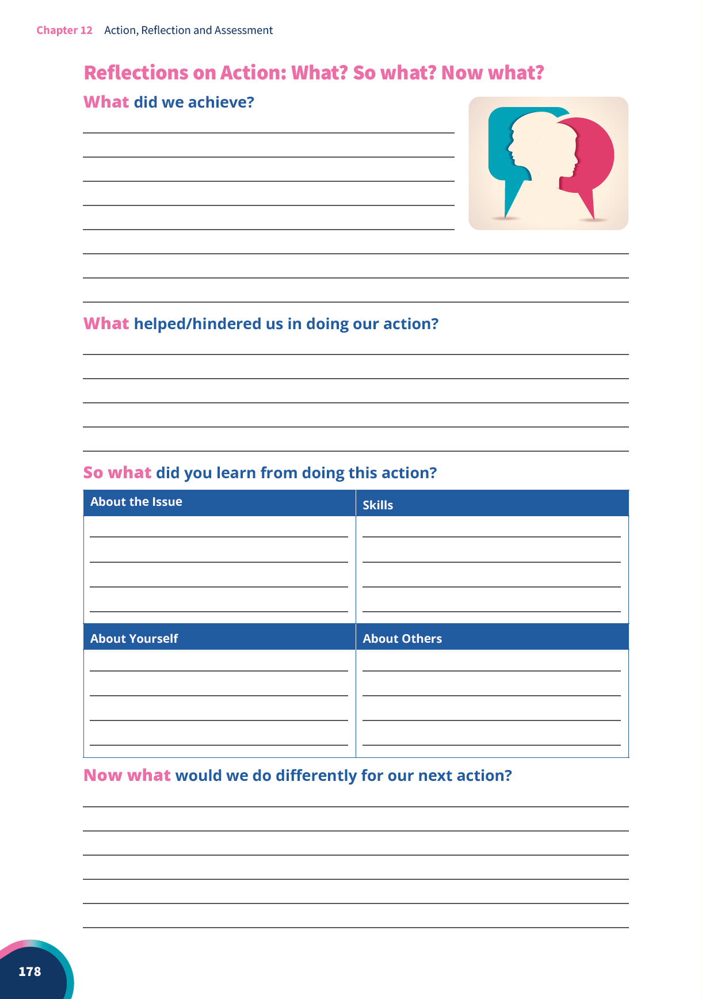 Chapter 12 Action, Reflection and Assessment
Reflections on Action: What? So what? Now what?
What did we achieve?
What helped/hindered us in doing our action?
So what did you learn from doing this action?
About the Issue
Skills
About Yourself
About Others
Now what would we do differently for our next action?
178